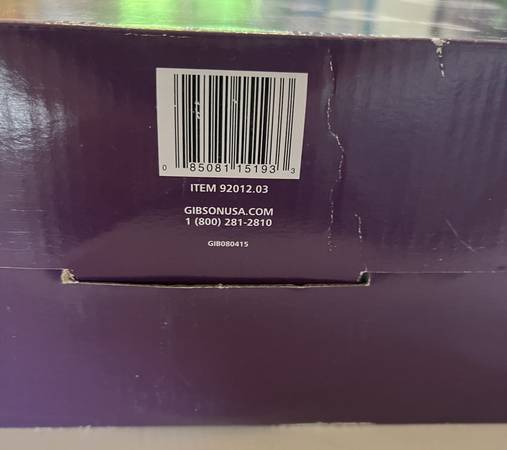 0 85081 15193 3
ITEM 92012.03
GIBSONUSA.COM
1 (800) 281-2810
GIB080415